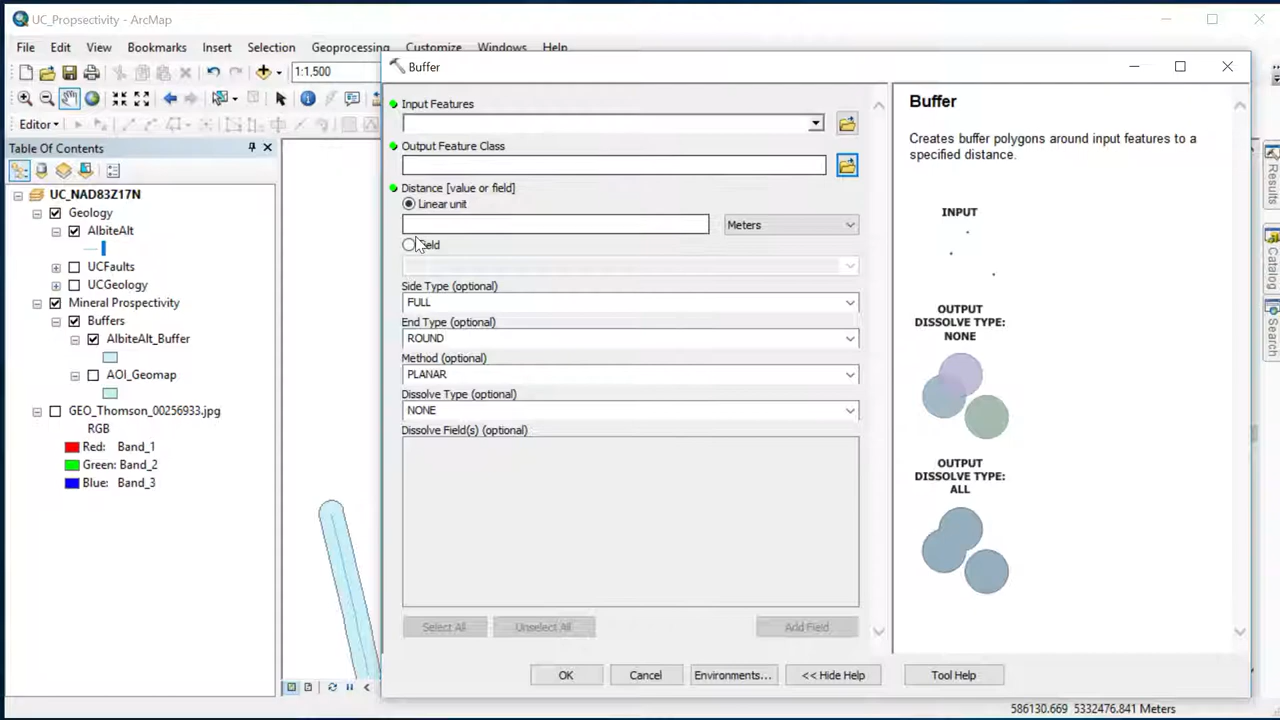 UC_Propsectivity - ArcMap
File Edit View Bookmarks Insert Selection Geoprocessing Customize Windows Help
1:1,500
Editor
Table Of Contents
UC_NAD83Z17N
Geology
AlbiteAlt
UCFaults
UCGeology
Mineral Prospectivity
Buffers
AlbiteAlt_Buffer
AOI_Geomap
GEO_Thomson_00256933.jpg
RGB
Red: Band_1
Green: Band_2
Blue: Band_3
Buffer
Input Features
Output Feature Class
Distance [value or field]
Linear unit
Meters
Field
Side Type (optional)
FULL
End Type (optional)
ROUND
Method (optional)
PLANAR
Dissolve Type (optional)
NONE
Dissolve Field(s) (optional)
Select All Unselect All Add Field
OK Cancel Environments... << Hide Help Tool Help
Buffer
Creates buffer polygons around input features to a
specified distance.
INPUT
OUTPUT
DISSOLVE TYPE:
NONE
OUTPUT
DISSOLVE TYPE:
ALL
Results
Catalog
Search
586130.669 5332476.841 Meters